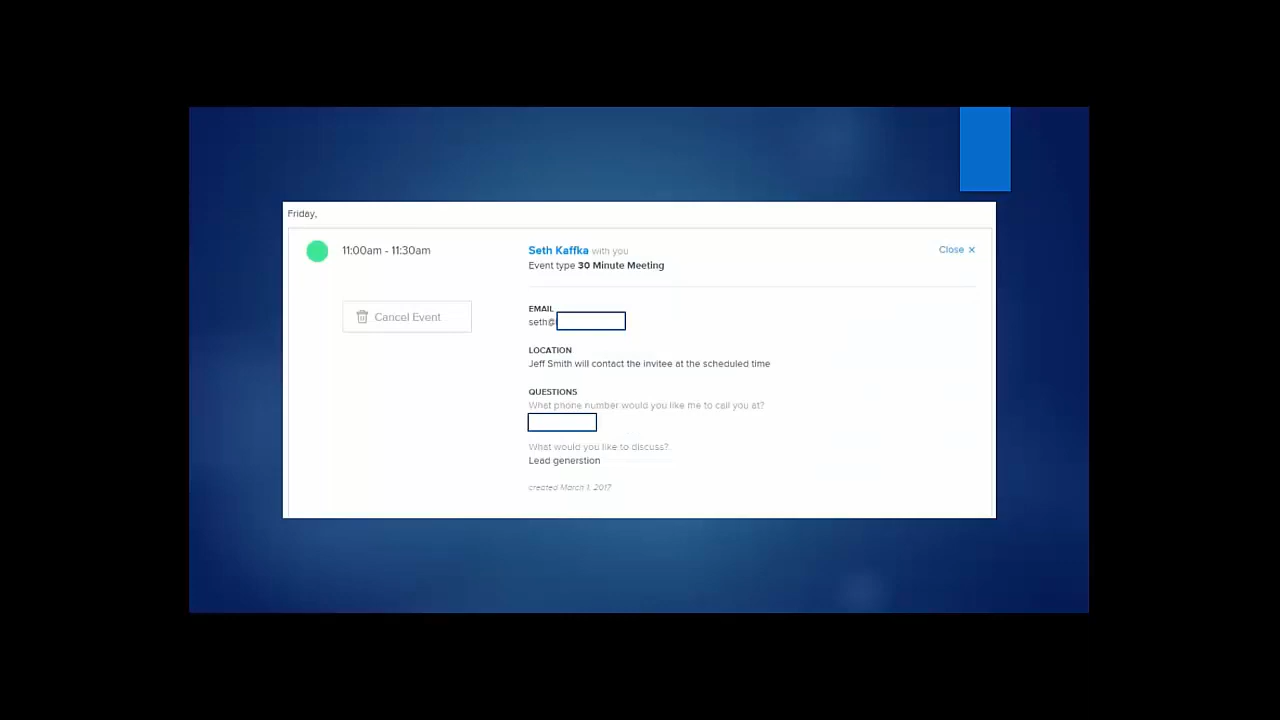 Friday,
11:00am - 11:30am
Seth Kaffka with you
Close ×
Event type 30 Minute Meeting
Cancel Event
EMAIL
seth@
LOCATION
Jeff Smith will contact the invitee at the scheduled time
QUESTIONS
What phone number would you like me to call you at?
What would you like to discuss?
Lead generstion
created March 1, 2017